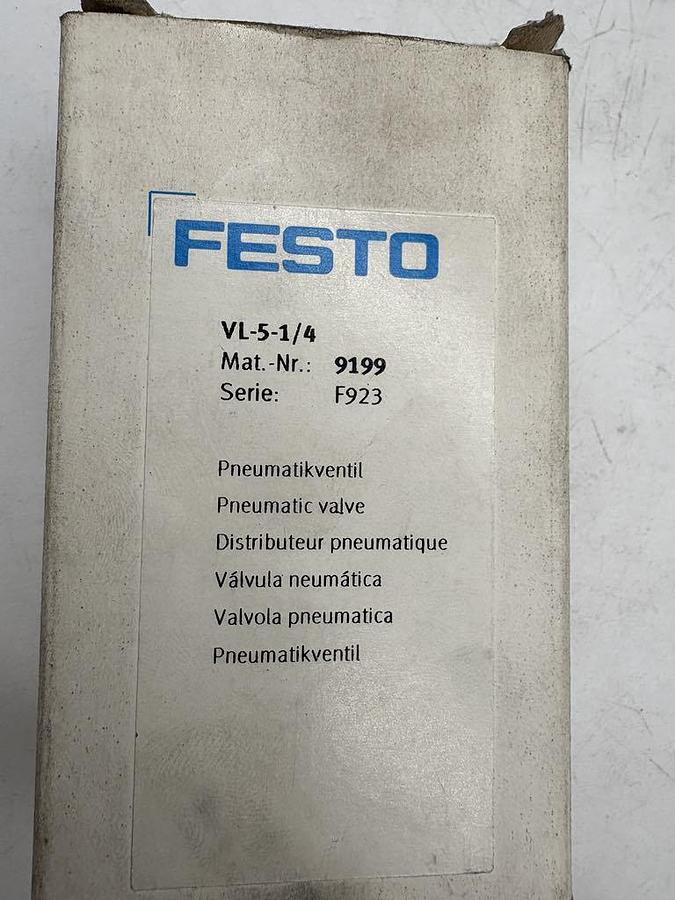 FESTO
VL-5-1/4
Mat.-Nr.: 9199
Serie: F923
Pneumatikventil
Pneumatic valve
Distributeur pneumatique
Válvula neumática
Valvola pneumatica
Pneumatikventil